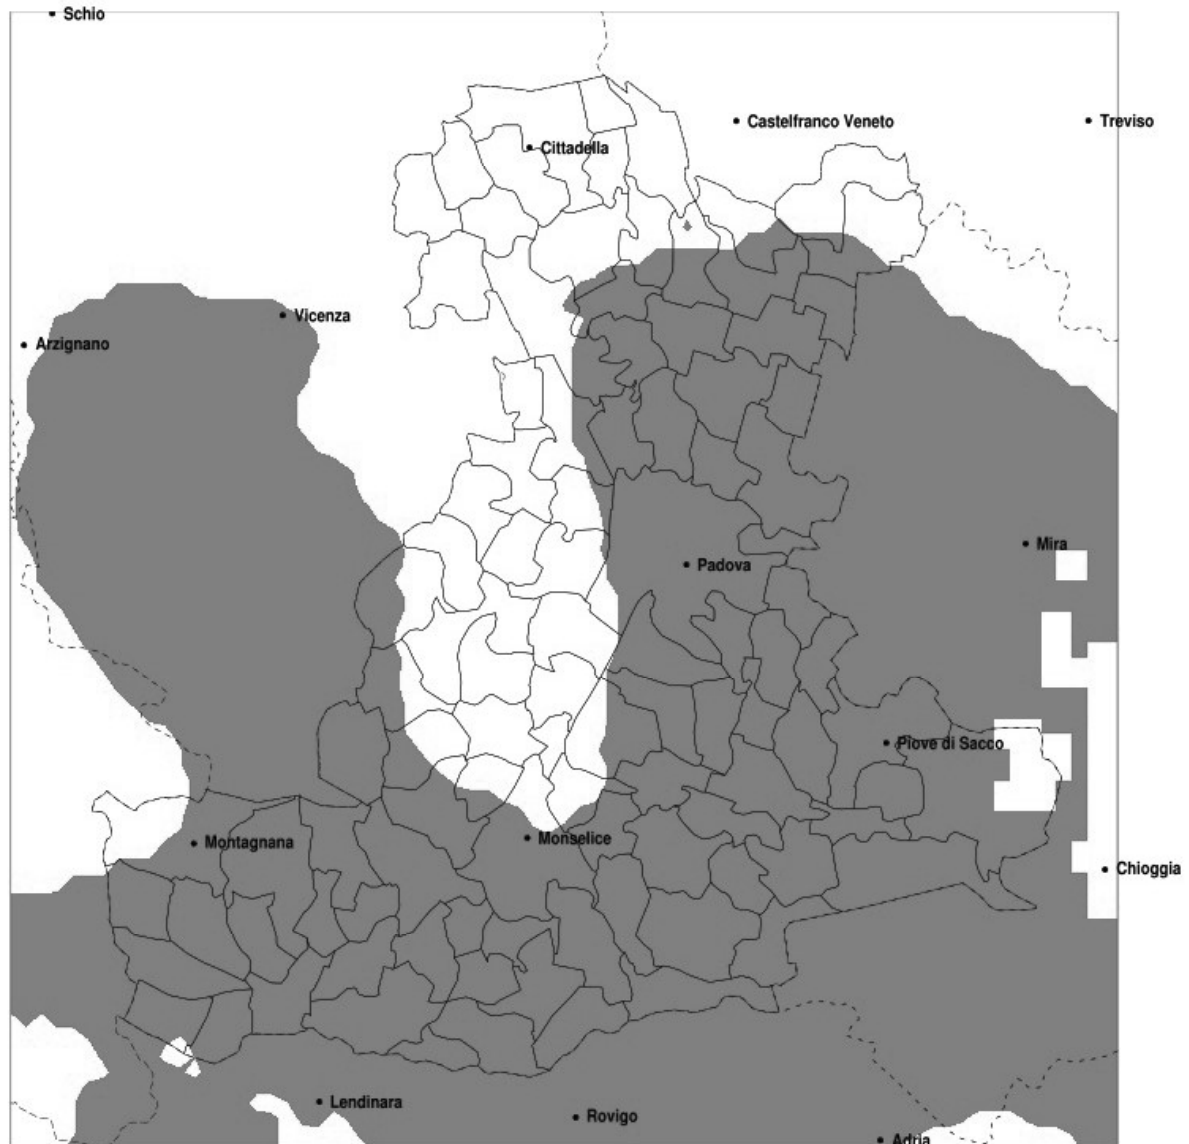 Schio
Castelfranco Veneto
Treviso
Cittadella
Vicenza
Arzignano
Mira
Padova
Piove di Sacco
Monselice
Montagnana
Chioggia
Lendinara
Rovigo
Adria